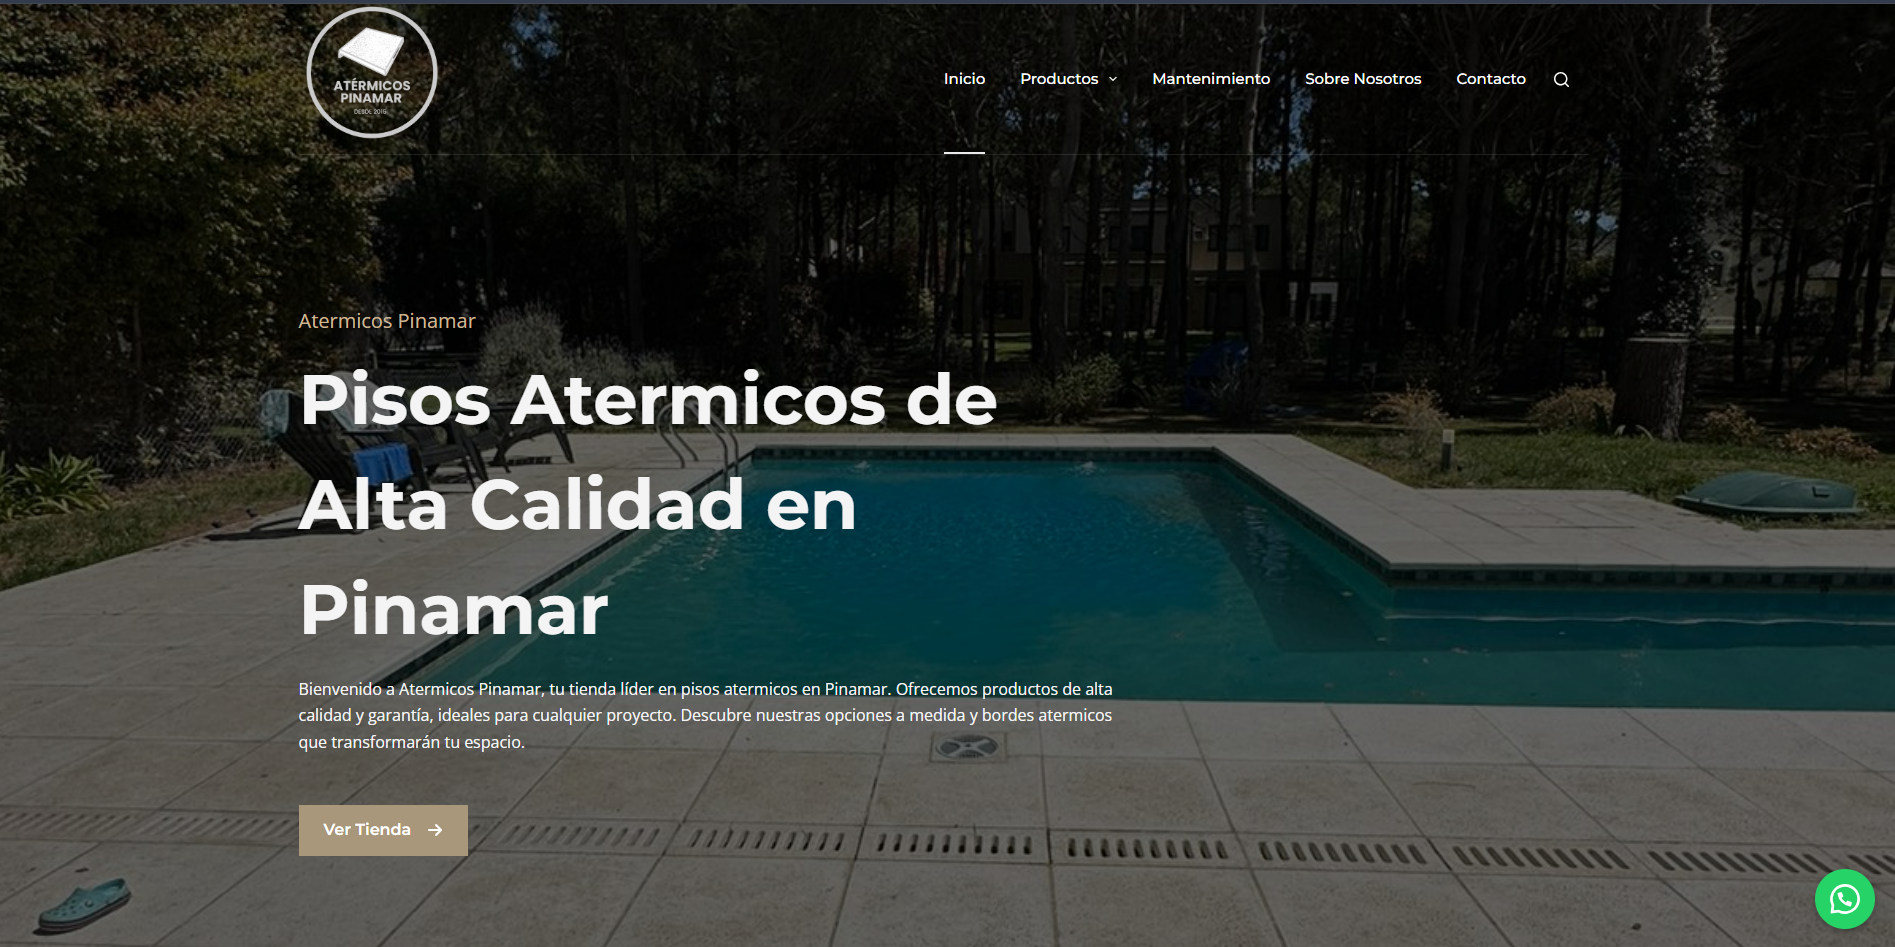 ATÉRMICOS
PINAMAR
DESDE 2016
Inicio
Productos
Mantenimiento
Sobre Nosotros
Contacto
Atermicos Pinamar
Pisos Atermicos de
Alta Calidad en
Pinamar
Bienvenido a Atermicos Pinamar, tu tienda líder en pisos atermicos en Pinamar. Ofrecemos productos de alta
calidad y garantía, ideales para cualquier proyecto. Descubre nuestras opciones a medida y bordes atermicos
que transformarán tu espacio.
Ver Tienda